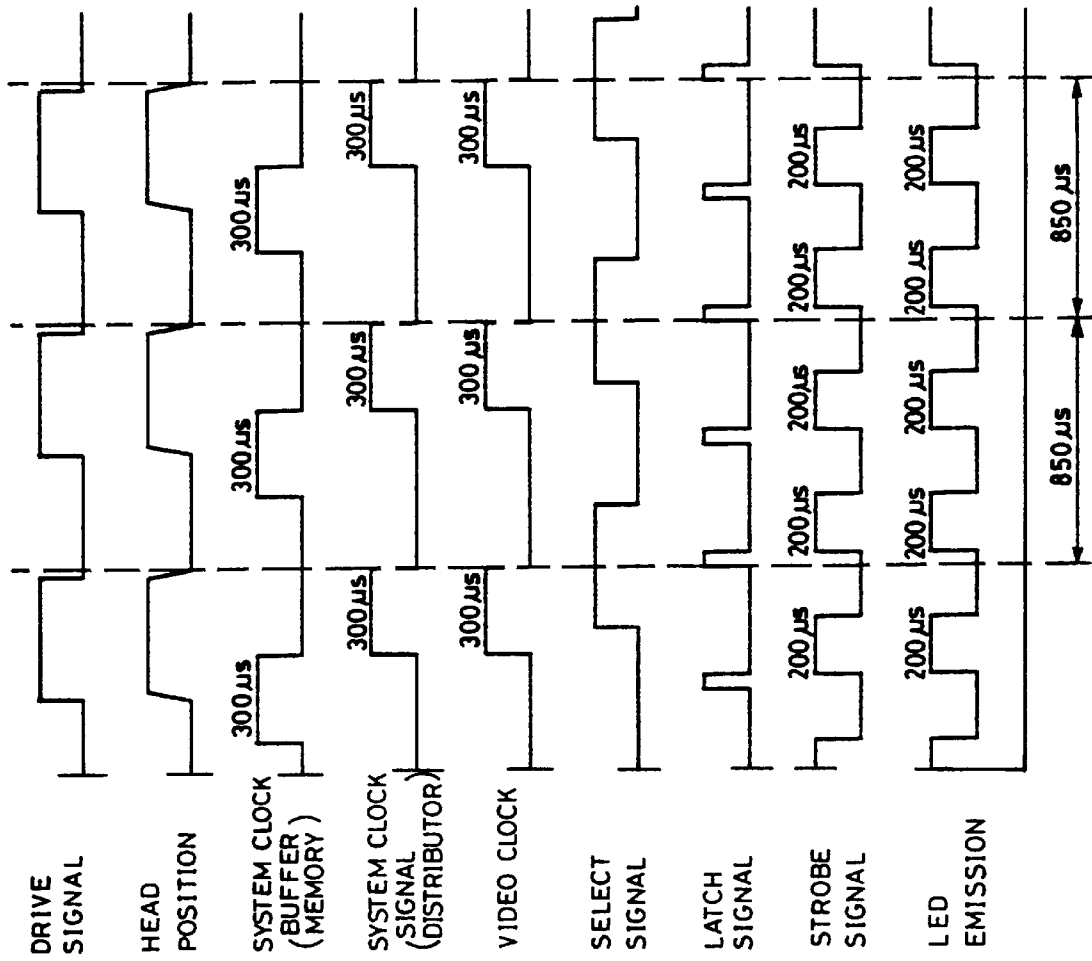 DRIVE
SIGNAL
HEAD
POSITION
SYSTEM CLOCK
(BUFFER
MEMORY)
300µs
300µs
300µs
SYSTEM CLOCK
(SIGNAL
DISTRIBUTOR)
300µs
300µs
300µs
VIDEO CLOCK
300µs
300µs
300µs
SELECT
SIGNAL
LATCH
SIGNAL
STROBE
SIGNAL
200µs
200µs
200µs
200µs
200µs
LED
EMISSION
200µs
200µs
200µs
200µs
200µs
850µs
850µs